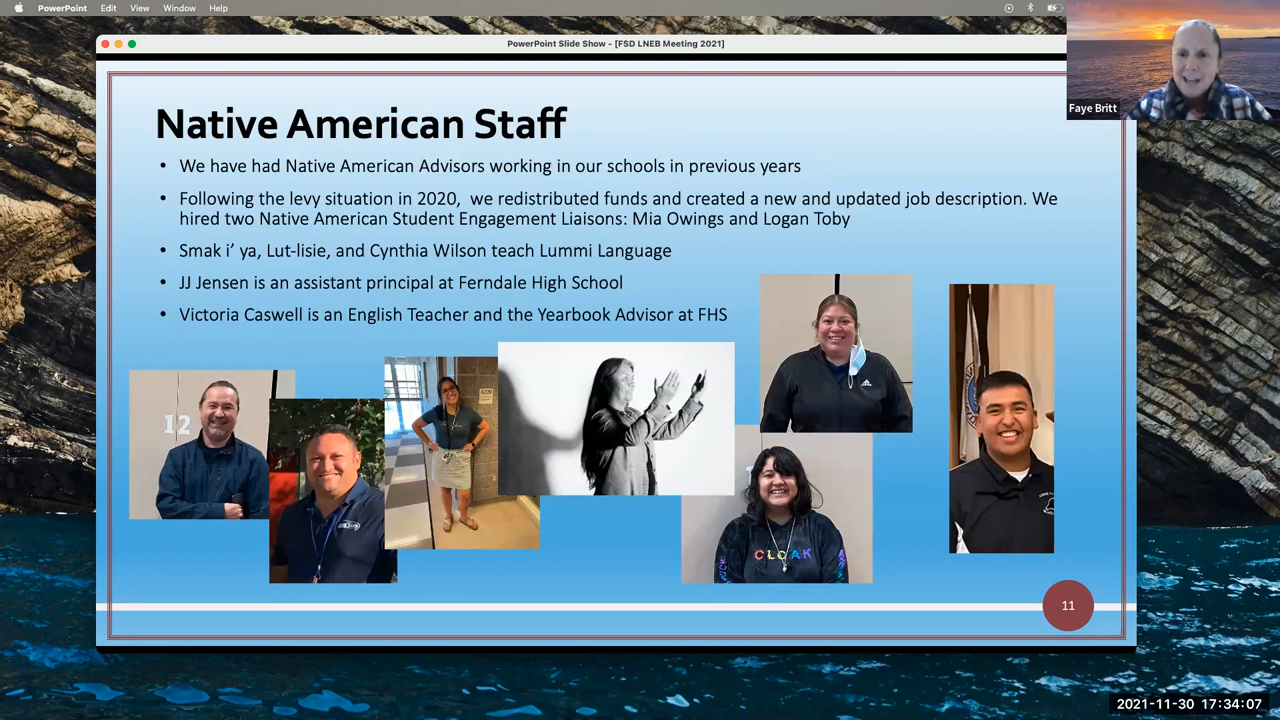 PowerPoint Edit View Window Help
PowerPoint Slide Show - [FSD LNEB Meeting 2021]
Faye Britt
Native American Staff
• We have had Native American Advisors working in our schools in previous years
• Following the levy situation in 2020, we redistributed funds and created a new and updated job description. We
hired two Native American Student Engagement Liaisons: Mia Owings and Logan Toby
• Smak i’ ya, Lut-lisie, and Cynthia Wilson teach Lummi Language
• JJ Jensen is an assistant principal at Ferndale High School
• Victoria Caswell is an English Teacher and the Yearbook Advisor at FHS
12
CLOAK
11
2021-11-30 17:34:07